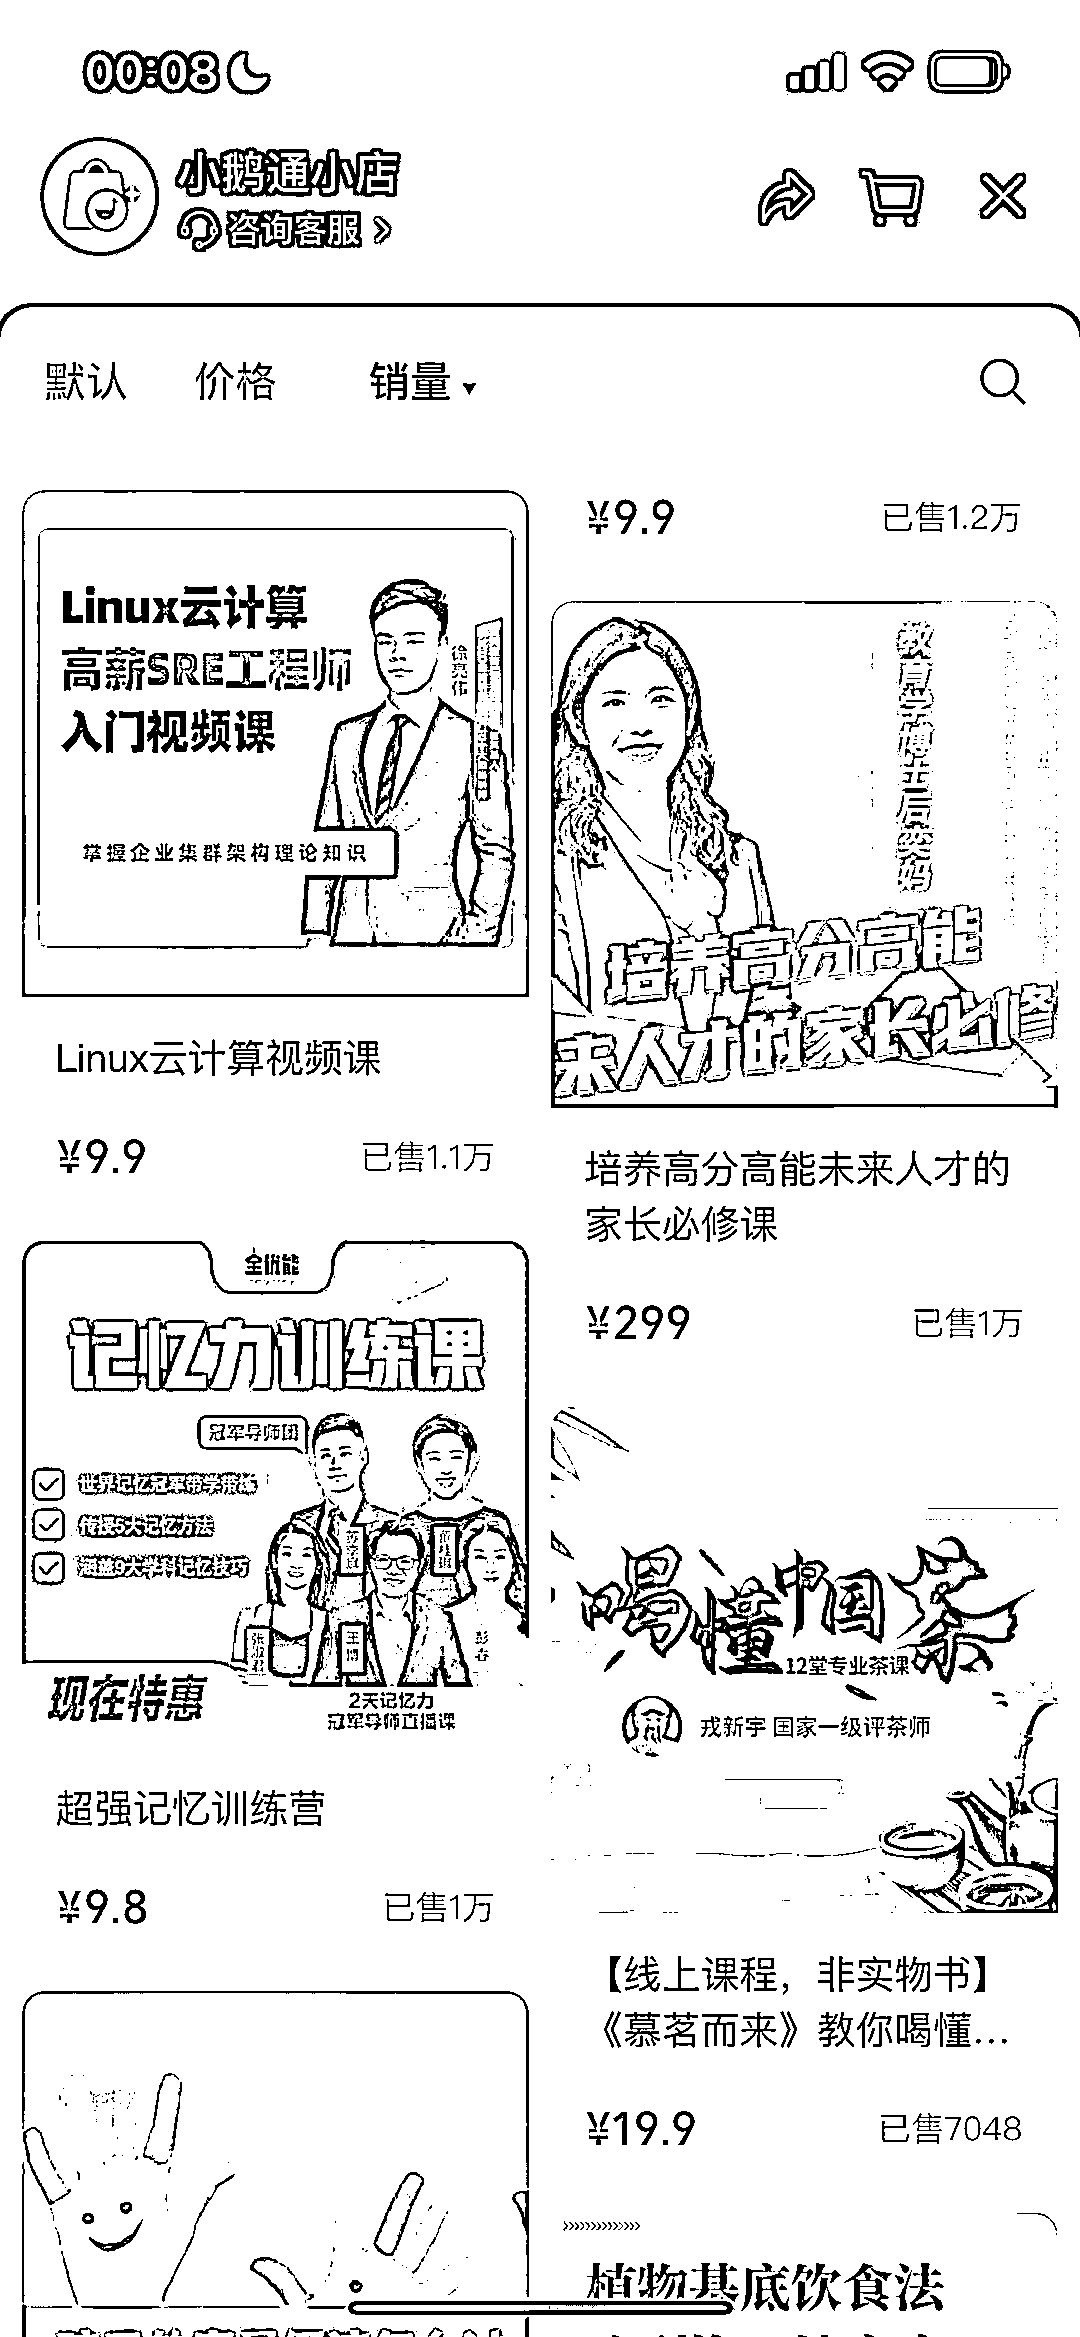 00:08
小鹅通小店
咨询客服
默认 价格 销量
Linux云计算
高薪SRE工程师
入门视频课
徐亮伟
掌握企业集群架构理论知识
Linux云计算视频课
¥9.9 已售1.1万
全优能
记忆力训练课
冠军导师团
世界记忆冠军带学带练
传授5大记忆方法
涵盖9大学科记忆技巧
王博
彭春
现在特惠
2天记忆力
冠军导师直播课
超强记忆训练营
¥9.8 已售1万
¥9.9 已售1.2万
教育学博士后奕妈
培养高分高能
来人才的家长必修
培养高分高能未来人才的
家长必修课
¥299 已售1万
喝懂中国茶
12堂专业茶课
戎新宇 国家一级评茶师
【线上课程，非实物书】
《慕茗而来》教你喝懂...
¥19.9 已售7048
植物基底饮食法